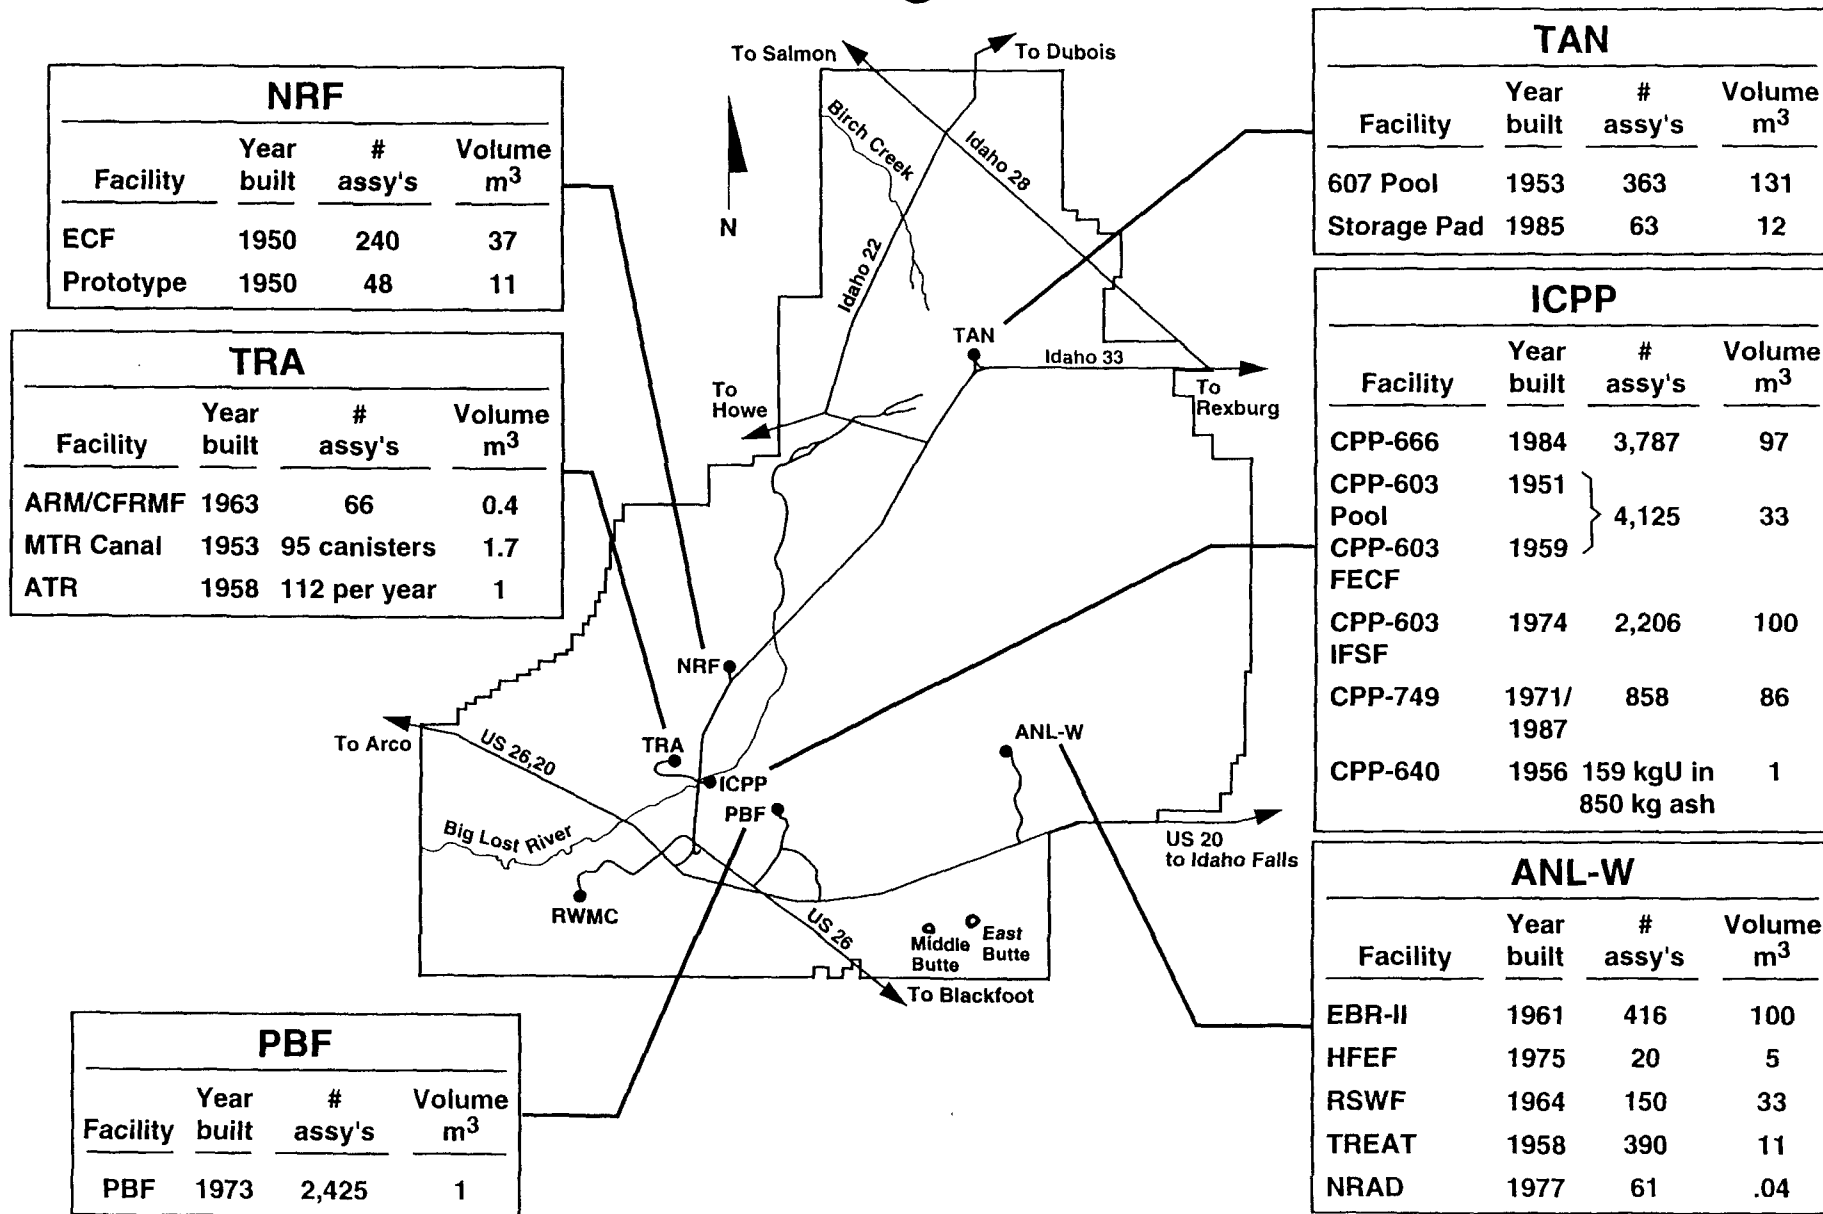 NRF
Facility Year built # assy's Volume m³
ECF 1950 240 37
Prototype 1950 48 11
TRA
Facility Year built # assy's Volume m³
ARM/CFRMF 1963 66 0.4
MTR Canal 1953 95 canisters 1.7
ATR 1958 112 per year 1
PBF
Facility Year built # assy's Volume m³
PBF 1973 2,425 1
To Salmon
To Dubois
Birch Creek
Idaho 28
N
Idaho 22
TAN
Idaho 33
To
Howe
To
Rexburg
NRF
To Arco
US 26,20
TRA
ICPP
PBF
ANL-W
Big Lost River
US 20
to Idaho Falls
RWMC
US 26
Middle
Butte
East
Butte
To Blackfoot
TAN
Facility Year built # assy's Volume m³
607 Pool 1953 363 131
Storage Pad 1985 63 12
ICPP
Facility Year built # assy's Volume m³
CPP-666 1984 3,787 97
CPP-603 1951
Pool 4,125 33
CPP-603 1959
FECF
CPP-603 1974 2,206 100
IFSF
CPP-749 1971/ 858 86
1987
CPP-640 1956 159 kgU in 1
850 kg ash
ANL-W
Facility Year built # assy's Volume m³
EBR-II 1961 416 100
HFEF 1975 20 5
RSWF 1964 150 33
TREAT 1958 390 11
NRAD 1977 61 .04